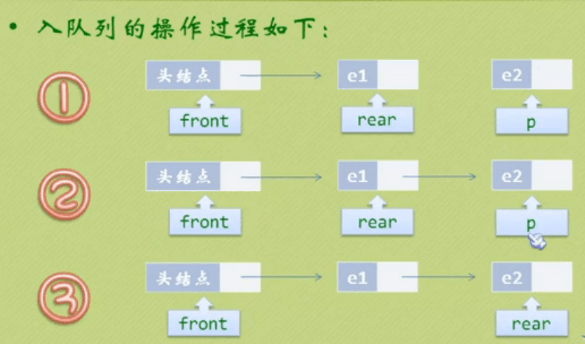 • 入队列的操作过程如下：
① 头结点 e1 e2
front rear p
② 头结点 e1 e2
front rear p
③ 头结点 e1 e2
front rear